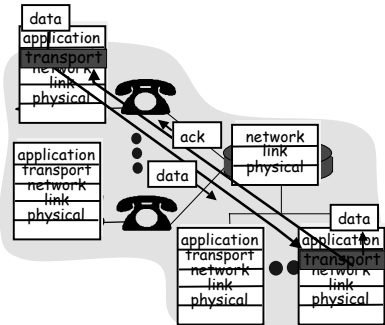 data
application
transport
network
link
physical
ack
network
link
physical
application
transport
network
link
physical
data
data
application
transport
network
link
physical
application
transport
network
link
physical